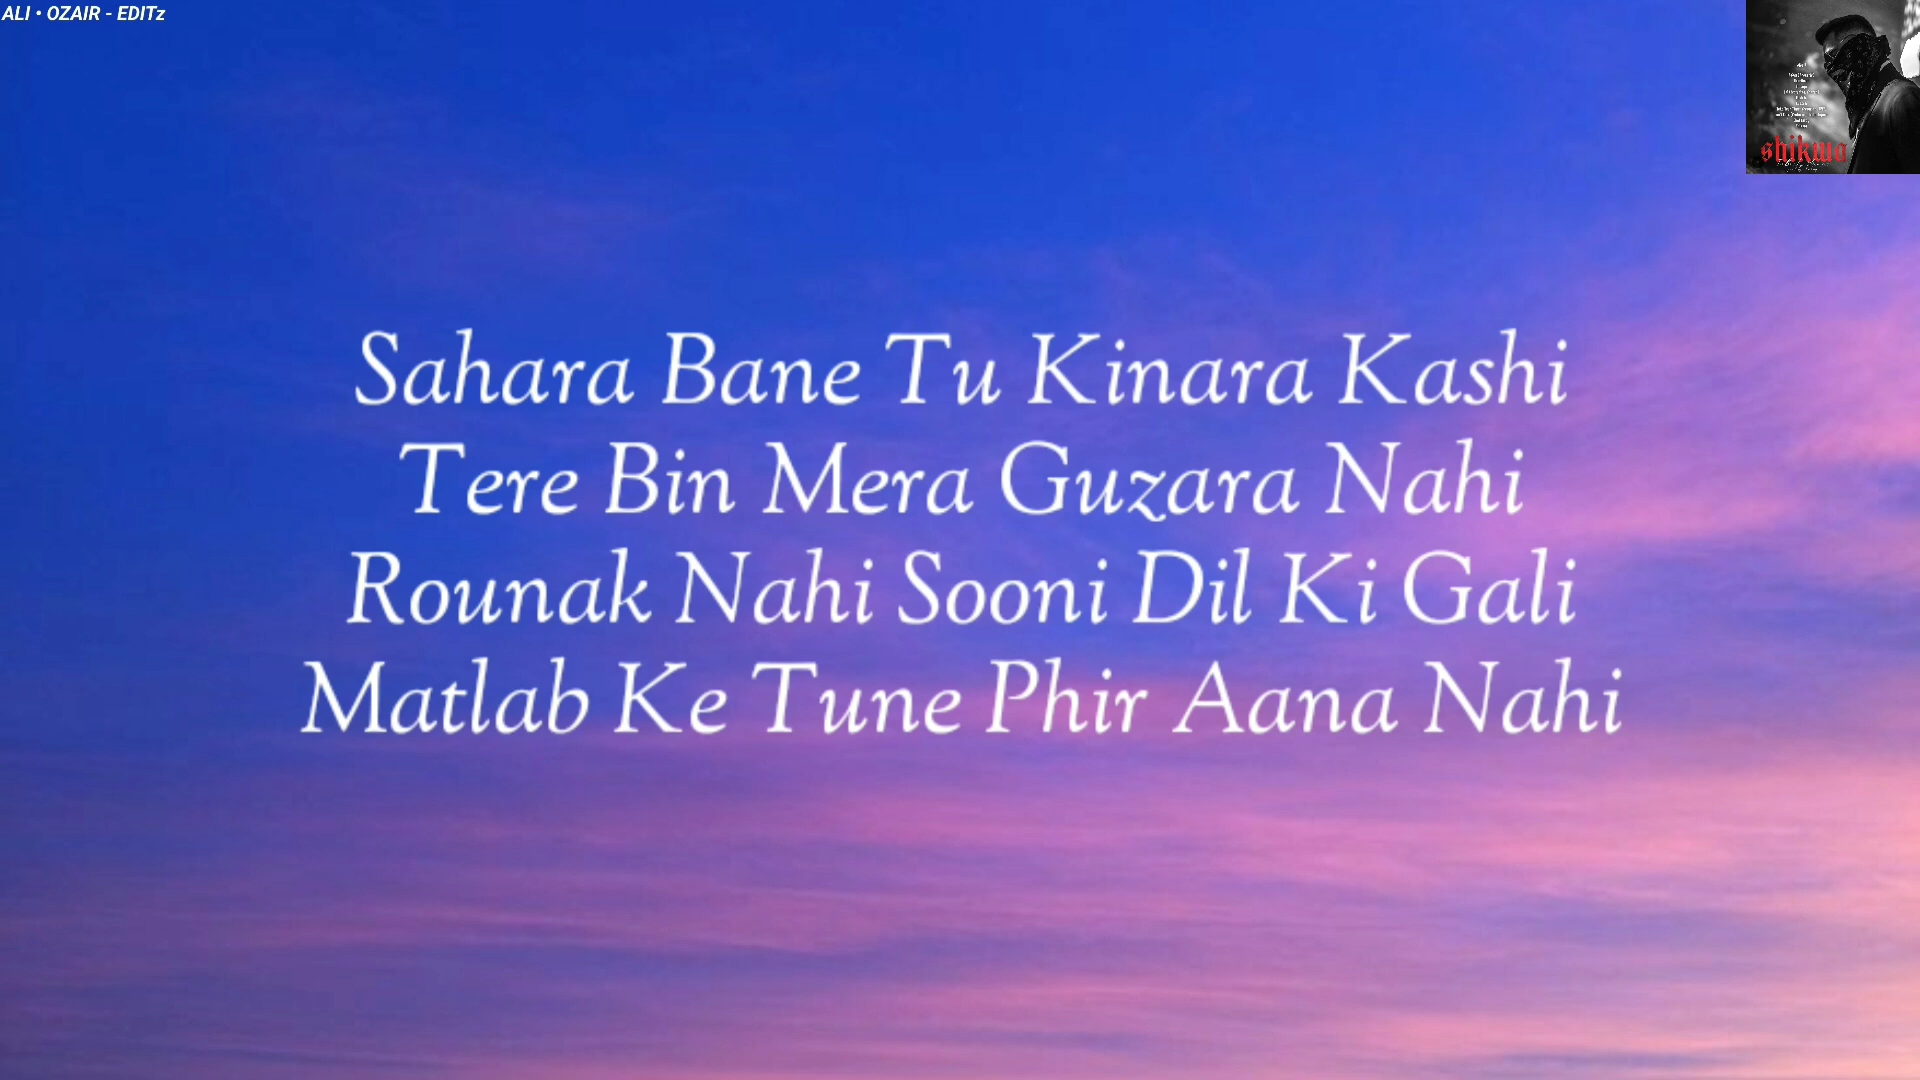 ALI • OZAIR - EDITz
shikwa
Sahara Bane Tu Kinara Kashi
Tere Bin Mera Guzara Nahi
Rounak Nahi Sooni Dil Ki Gali
Matlab Ke Tune Phir Aana Nahi